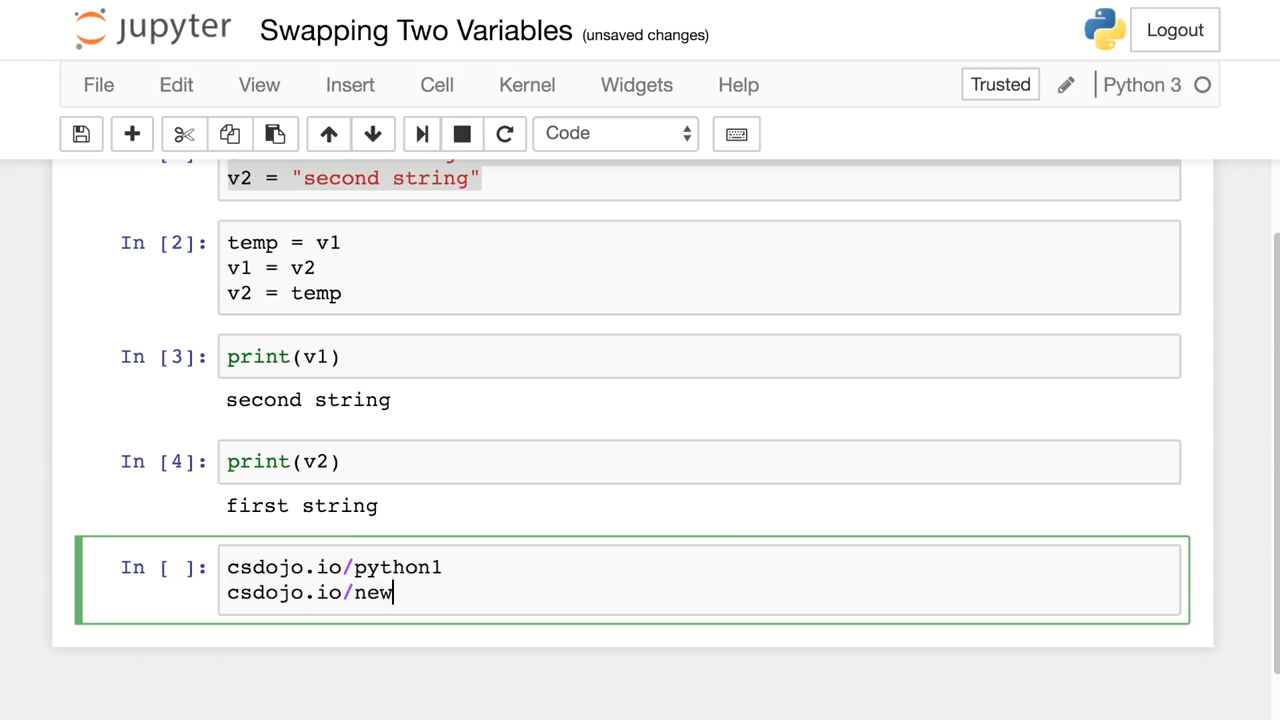 jupyter Swapping Two Variables (unsaved changes) Logout
File Edit View Insert Cell Kernel Widgets Help Trusted Python 3
Code
v2 = "second string"
In [2]: temp = v1
v1 = v2
v2 = temp
In [3]: print(v1)
second string
In [4]: print(v2)
first string
In [ ]: csdojo.io/python1
csdojo.io/new